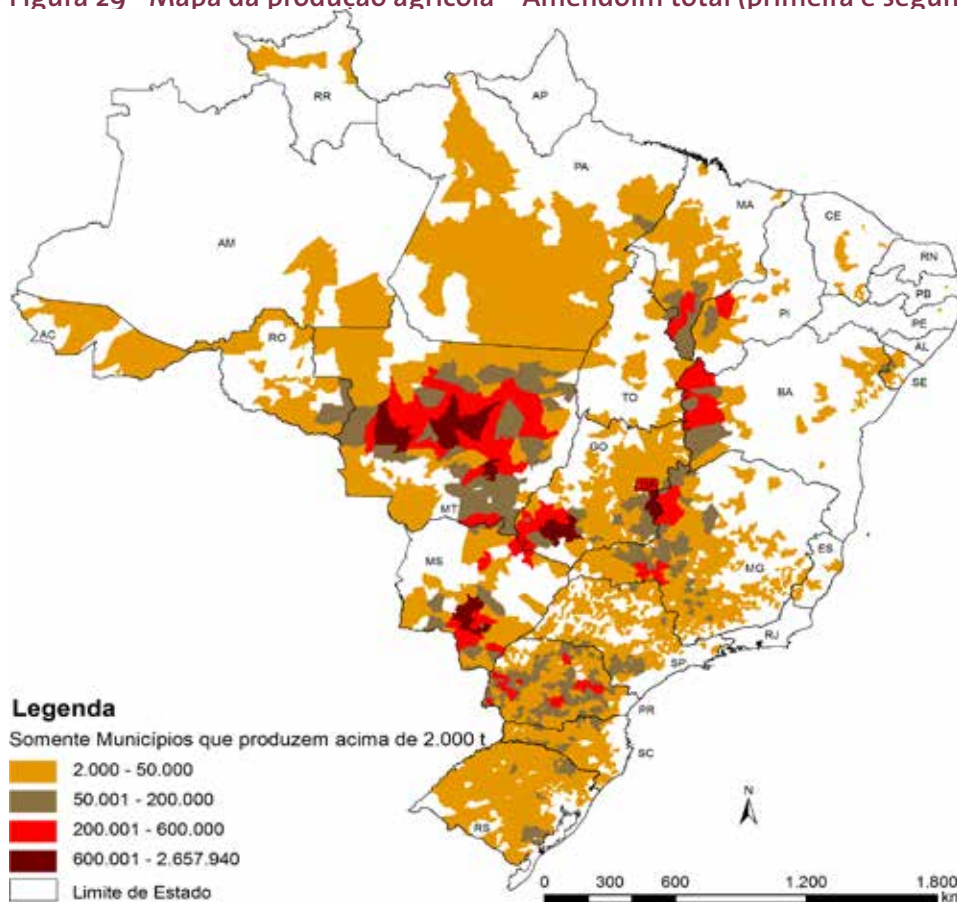 Figura 29 - Mapa da produção agrícola – Amendoim total (primeira e segun
RR
AP
AM
PA
MA
CE
RN
PB
PE
AL
SE
PI
AC
RO
TO
BA
MT
GO
MS
MG
ES
RJ
SP
PR
SC
RS
Legenda
Somente Municípios que produzem acima de 2.000 t
2.000 - 50.000
50.001 - 200.000
200.001 - 600.000
600.001 - 2.657.940
Limite de Estado
N
0 300 600 1.200 1.800
km